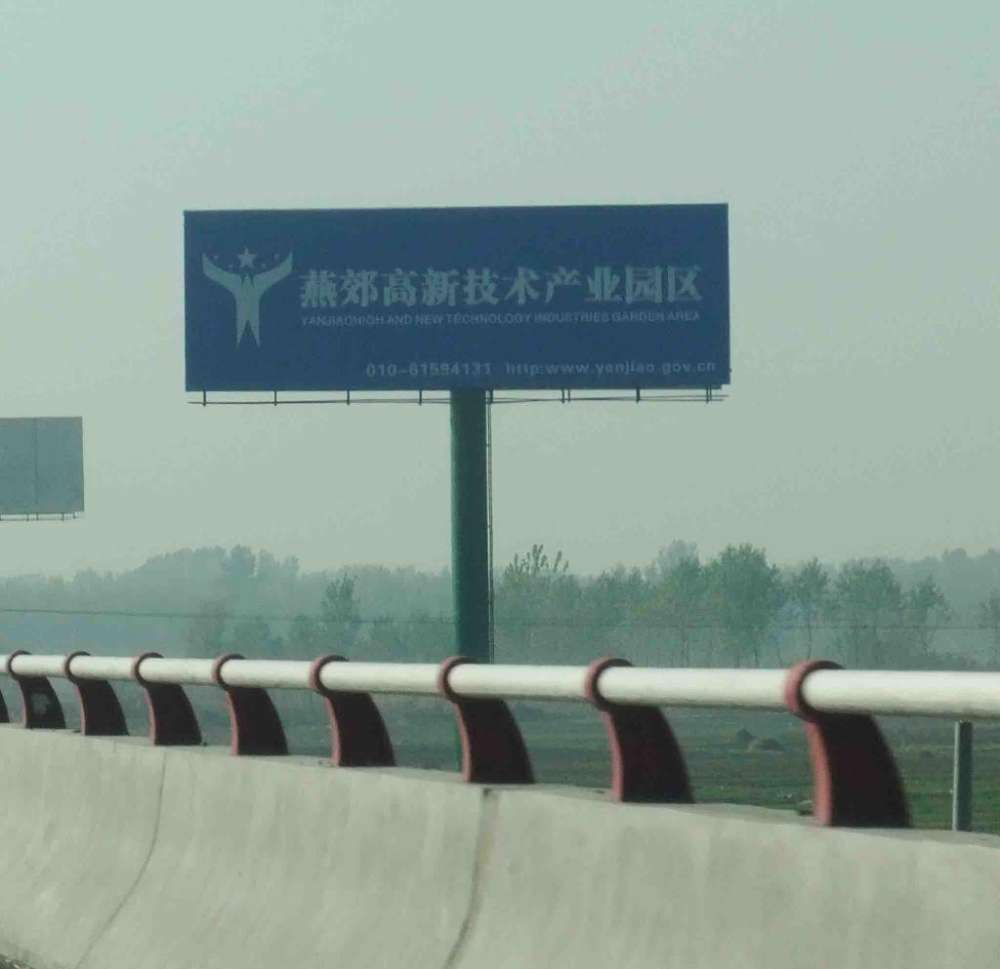 燕郊高新技术产业园区
YANJIAOHIGH AND NEW TECHNOLOGY INDUSTRIES GARDEN AREA
010-61594131 http:www.yanjiao.gov.cn